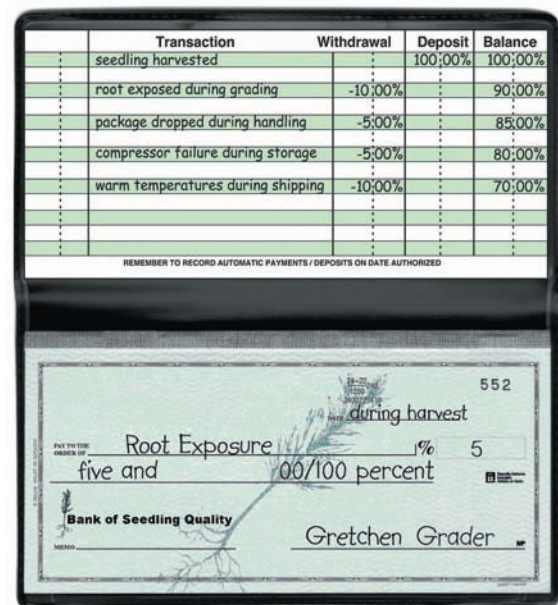 Transaction Withdrawal Deposit Balance
seedling harvested 100.00% 100.00%
root exposed during grading -10.00% 90.00%
package dropped during handling -5.00% 85.00%
compressor failure during storage -5.00% 80.00%
warm temperatures during shipping -10.00% 70.00%
REMEMBER TO RECORD AUTOMATIC PAYMENTS / DEPOSITS ON DATE AUTHORIZED
552
DATE during harvest
PAY TO THE
ORDER OF Root Exposure % 5
five and 00/100 percent
Bank of Seedling Quality
MEMO Gretchen Grader MP